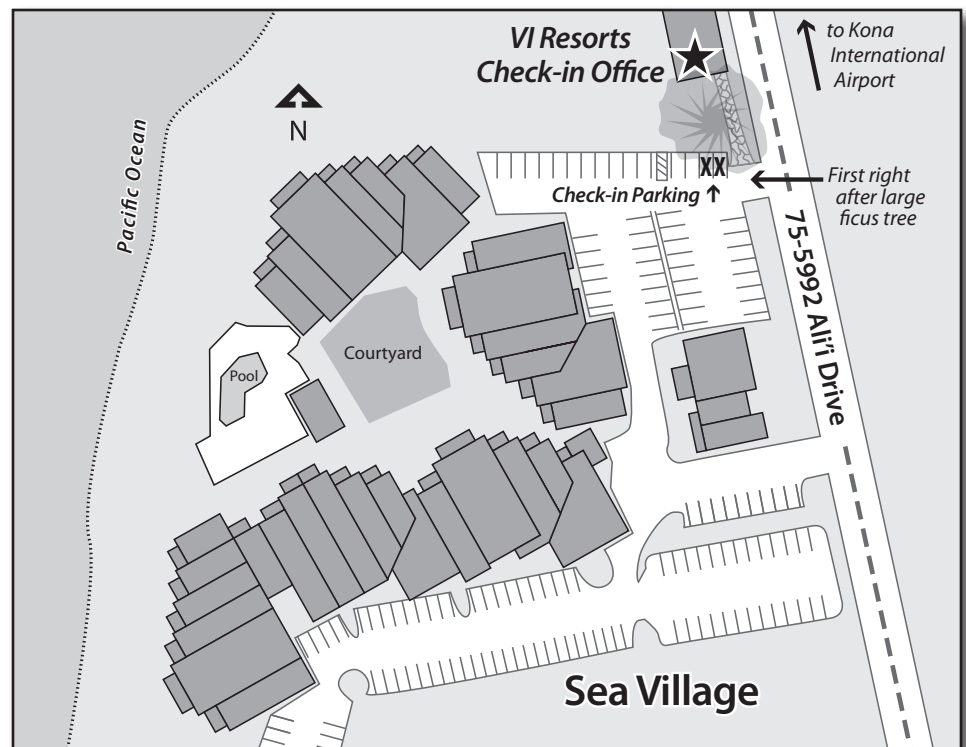 VI Resorts
Check-in Office
to Kona
International
Airport
N
Pacific Ocean
XX
Check-in Parking
First right
after large
ficus tree
75-5992 Ali'i Drive
Courtyard
Pool
Sea Village